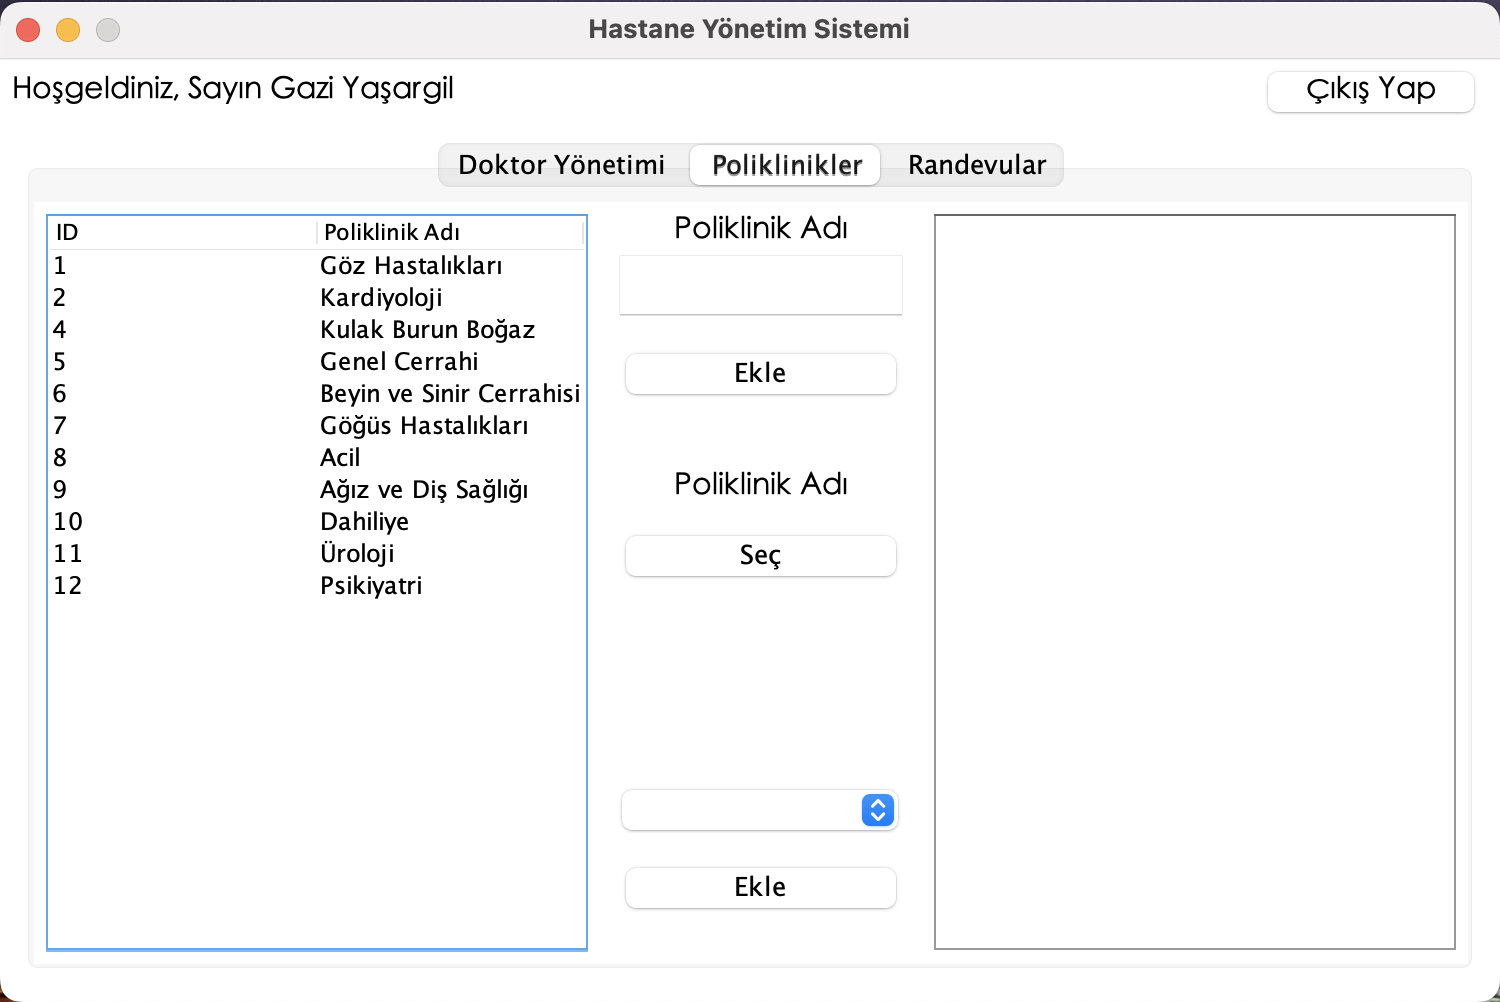 Hastane Yönetim Sistemi
Hoşgeldiniz, Sayın Gazi Yaşargil
Çıkış Yap
Doktor Yönetimi
Poliklinikler
Randevular
ID Poliklinik Adı
1 Göz Hastalıkları
2 Kardiyoloji
4 Kulak Burun Boğaz
5 Genel Cerrahi
6 Beyin ve Sinir Cerrahisi
7 Göğüs Hastalıkları
8 Acil
9 Ağız ve Diş Sağlığı
10 Dahiliye
11 Üroloji
12 Psikiyatri
Poliklinik Adı
Ekle
Poliklinik Adı
Seç
Ekle